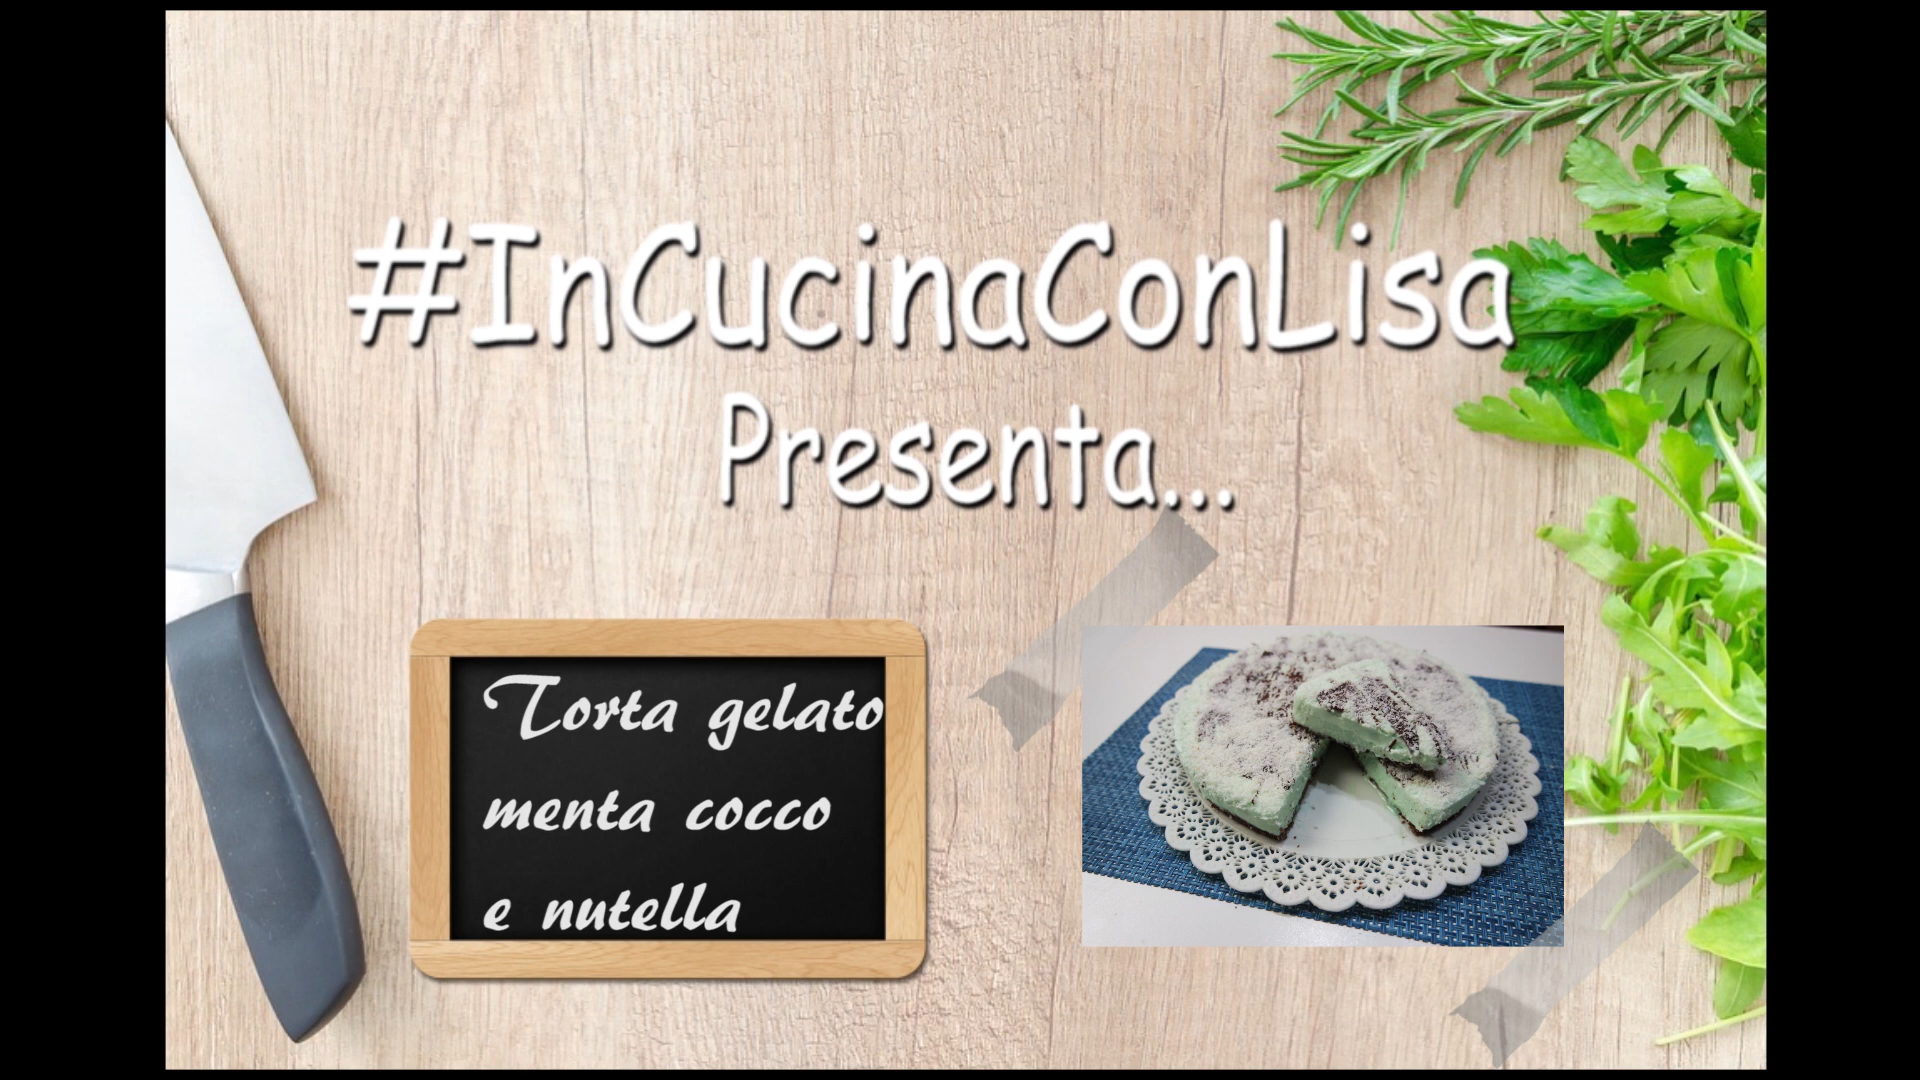 #InCucinaConLisa
Presenta...
Torta gelato
menta cocco
e nutella